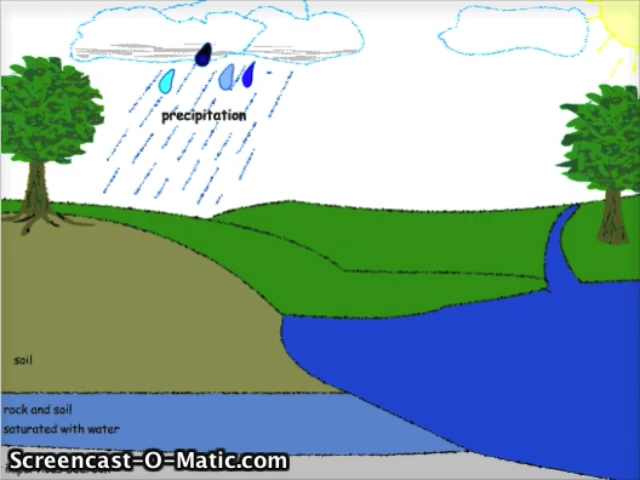 precipitation
soil
rock and soil
saturated with water
Screencast-O-Matic.com